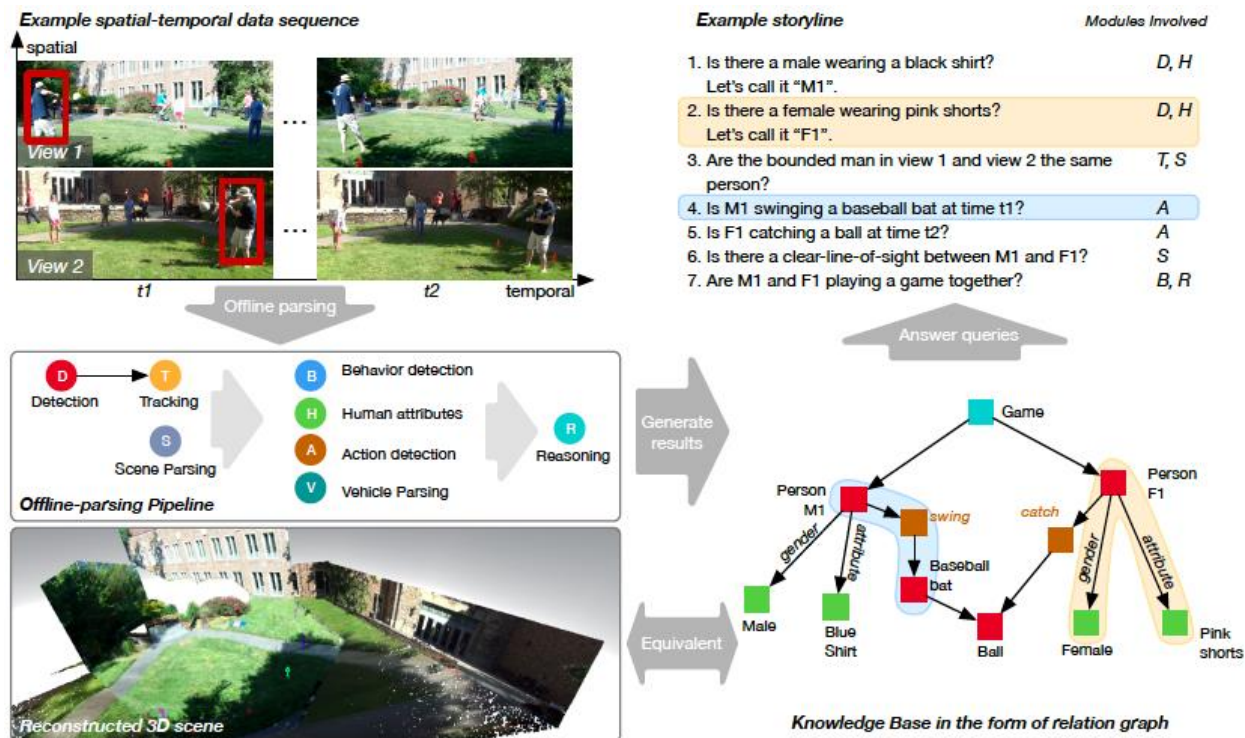 Example spatial-temporal data sequence
spatial
View 1
...
View 2
...
t1
t2
temporal
Offline parsing
Example storyline
Modules Involved
1. Is there a male wearing a black shirt?
D, H
Let's call it “M1”.
2. Is there a female wearing pink shorts?
D, H
Let's call it “F1”.
3. Are the bounded man in view 1 and view 2 the same
T, S
person?
4. Is M1 swinging a baseball bat at time t1?
A
5. Is F1 catching a ball at time t2?
A
6. Is there a clear-line-of-sight between M1 and F1?
S
7. Are M1 and F1 playing a game together?
B, R
Answer queries
D
Detection
T
Tracking
S
Scene Parsing
B
Behavior detection
H
Human attributes
A
Action detection
V
Vehicle Parsing
R
Reasoning
Offline-parsing Pipeline
Generate
results
Reconstructed 3D scene
Equivalent
Game
Person
M1
Person
F1
swing
catch
gender
attribute
gender
attribute
Baseball
bat
Male
Blue
Shirt
Ball
Female
Pink
shorts
Knowledge Base in the form of relation graph